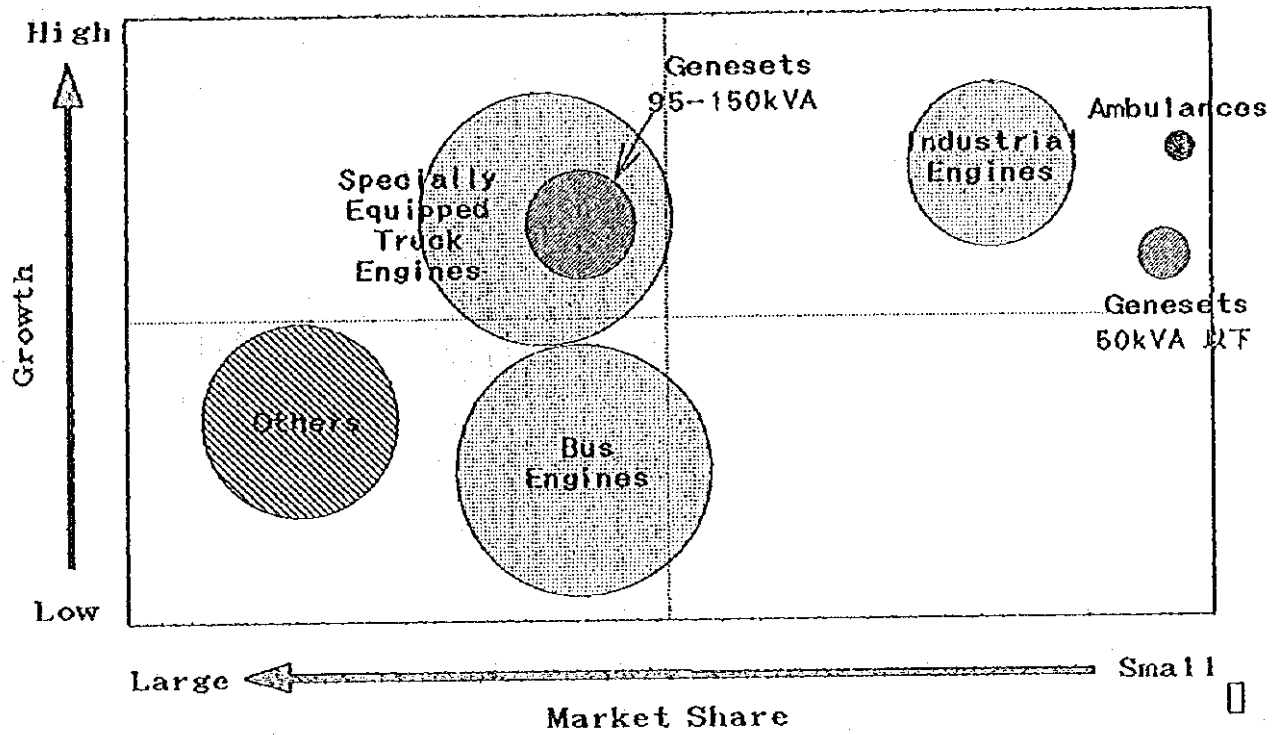 High
Genesets
95-150kVA
Ambulances
Industrial
Engines
Specially
Equipped
Truck
Engines
Growth
Genesets
50kVA 以下
Others
Bus
Engines
Low
Large
Small
Market Share